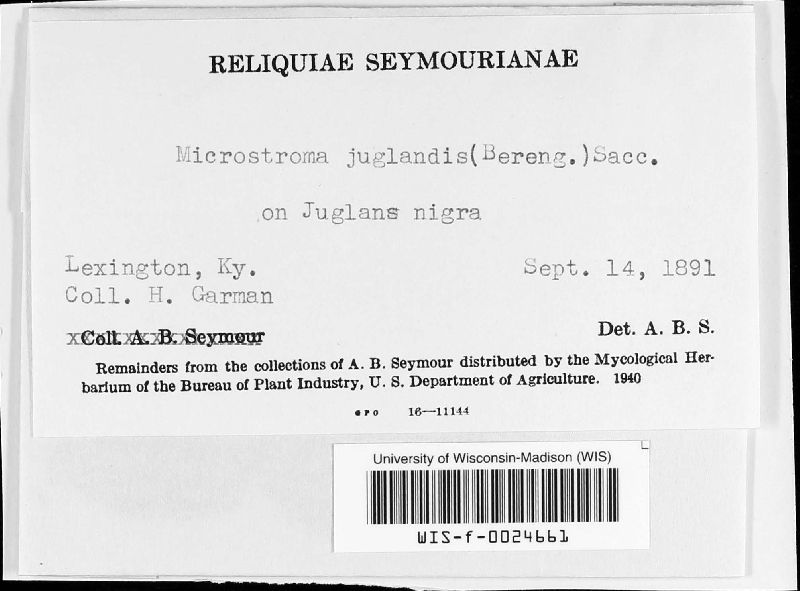 RELIQUIAE SEYMOURIANAE
Microstroma juglandis(Bereng.)Sacc.
on Juglans nigra
Lexington, Ky. Sept. 14, 1891
Coll. H. Garman
Coll. A. B. Seymour Det. A. B. S.
Remainders from the collections of A. B. Seymour distributed by the Mycological Her-
barium of the Bureau of Plant Industry, U. S. Department of Agriculture. 1940
GPO 16—11144
University of Wisconsin-Madison (WIS)
WIS-f-0024661